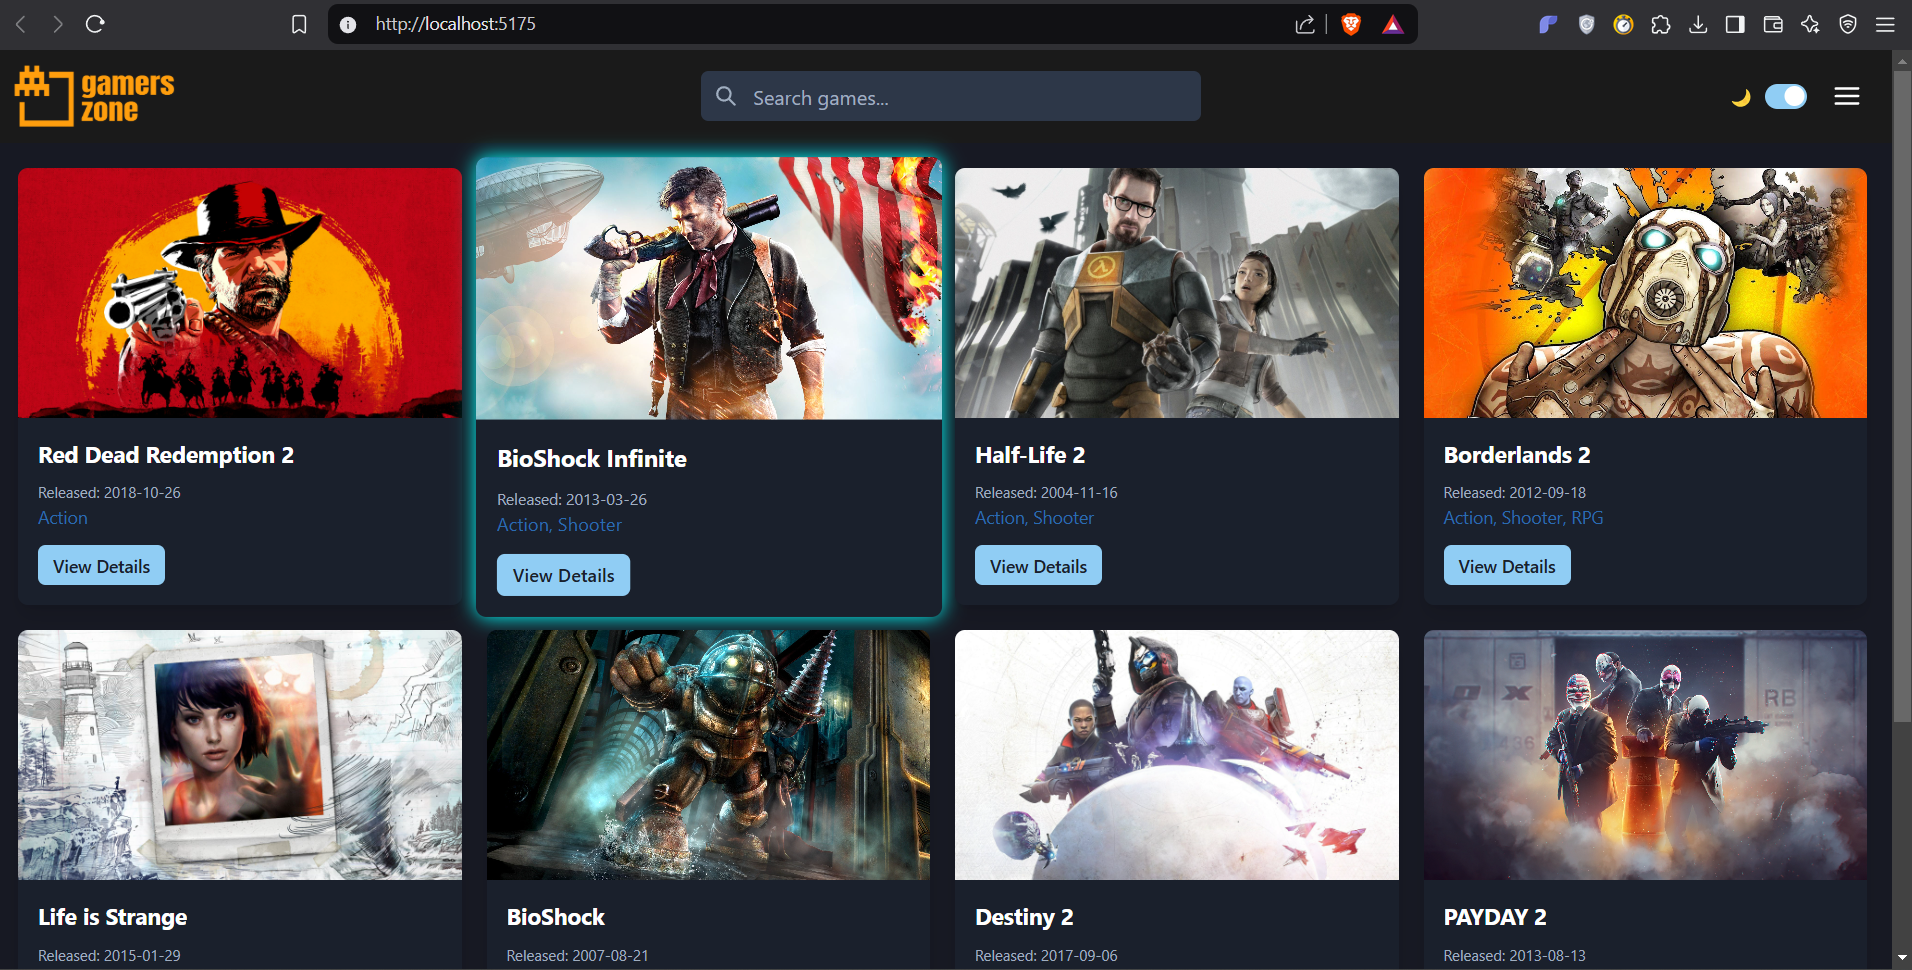 http://localhost:5175
gamers
zone
Search games...
Red Dead Redemption 2
Released: 2018-10-26
Action
View Details
BioShock Infinite
Released: 2013-03-26
Action, Shooter
View Details
Half-Life 2
Released: 2004-11-16
Action, Shooter
View Details
Borderlands 2
Released: 2012-09-18
Action, Shooter, RPG
View Details
RB
Life is Strange
Released: 2015-01-29
BioShock
Released: 2007-08-21
Destiny 2
Released: 2017-09-06
PAYDAY 2
Released: 2013-08-13